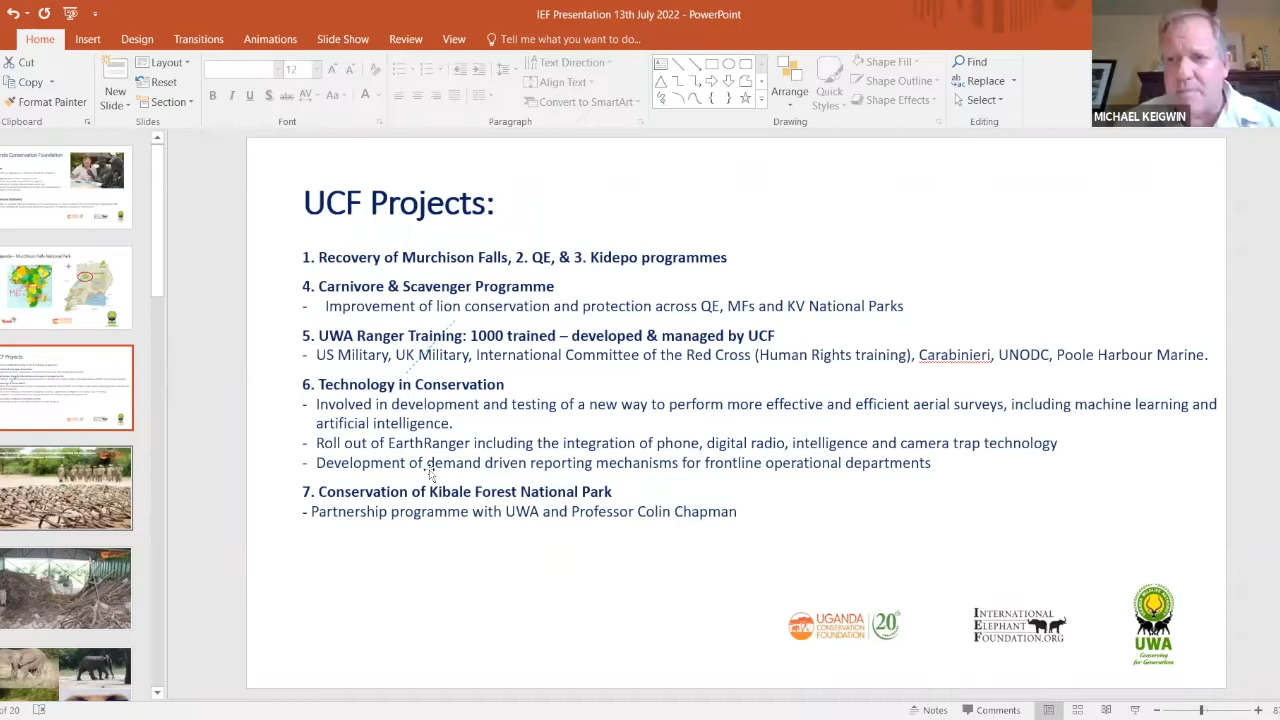 IEF Presentation 13th July 2022 - PowerPoint
Home Insert Design Transitions Animations Slide Show Review View Tell me what you want to do...
Cut
Copy
Format Painter
Clipboard
New
Slide
Layout
Reset
Section
Slides
12
B I U S abc AV Aa A
Font
Paragraph
Text Direction
Align Text
Convert to SmartArt
Arrange
Quick
Styles
Shape Fill
Shape Outline
Shape Effects
Drawing
Find
Replace
Select
Editing
MICHAEL KEIGWIN
UCF Projects:
1. Recovery of Murchison Falls, 2. QE, & 3. Kidepo programmes
4. Carnivore & Scavenger Programme
- Improvement of lion conservation and protection across QE, MFs and KV National Parks
5. UWA Ranger Training: 1000 trained – developed & managed by UCF
- US Military, UK Military, International Committee of the Red Cross (Human Rights training), Carabinieri, UNODC, Poole Harbour Marine.
6. Technology in Conservation
- Involved in development and testing of a new way to perform more effective and efficient aerial surveys, including machine learning and
artificial intelligence.
- Roll out of EarthRanger including the integration of phone, digital radio, intelligence and camera trap technology
- Development of demand driven reporting mechanisms for frontline operational departments
7. Conservation of Kibale Forest National Park
- Partnership programme with UWA and Professor Colin Chapman
UGANDA
CONSERVATION
FOUNDATION
20th
INTERNATIONAL
ELEPHANT
FOUNDATION.ORG
UWA
Conserving
for Generations
of 20
Notes
Comments